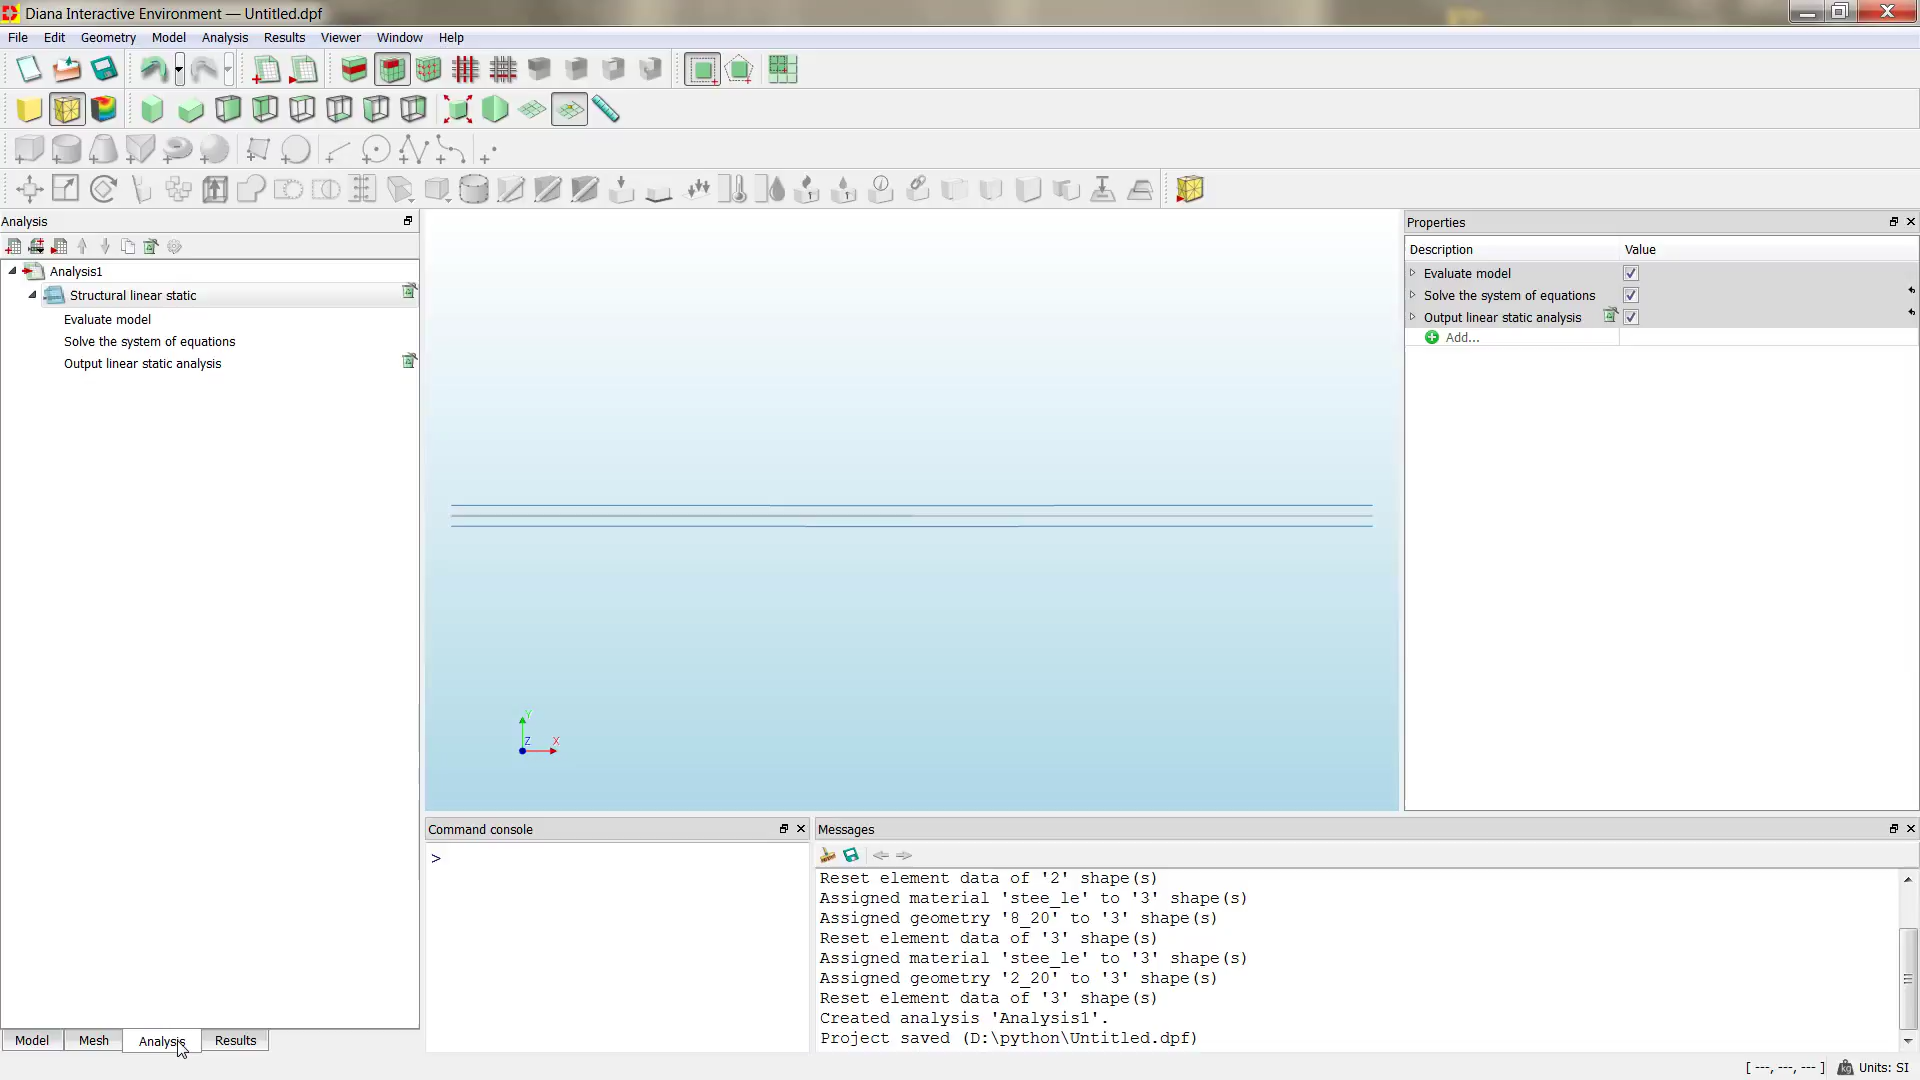 Diana Interactive Environment — Untitled.dpf
File Edit Geometry Model Analysis Results Viewer Window Help
Analysis
Analysis1
Structural linear static
Evaluate model
Solve the system of equations
Output linear static analysis
Y
Z X
Properties
Description Value
Evaluate model
Solve the system of equations
Output linear static analysis
Add...
Command console
>
Messages
Reset element data of '2' shape(s)
Assigned material 'stee_le' to '3' shape(s)
Assigned geometry '8_20' to '3' shape(s)
Reset element data of '3' shape(s)
Assigned material 'stee_le' to '3' shape(s)
Assigned geometry '2_20' to '3' shape(s)
Reset element data of '3' shape(s)
Created analysis 'Analysis1'.
Project saved (D:\python\Untitled.dpf)
Model Mesh Analysis Results
[ ---, ---, --- ] kg Units: SI